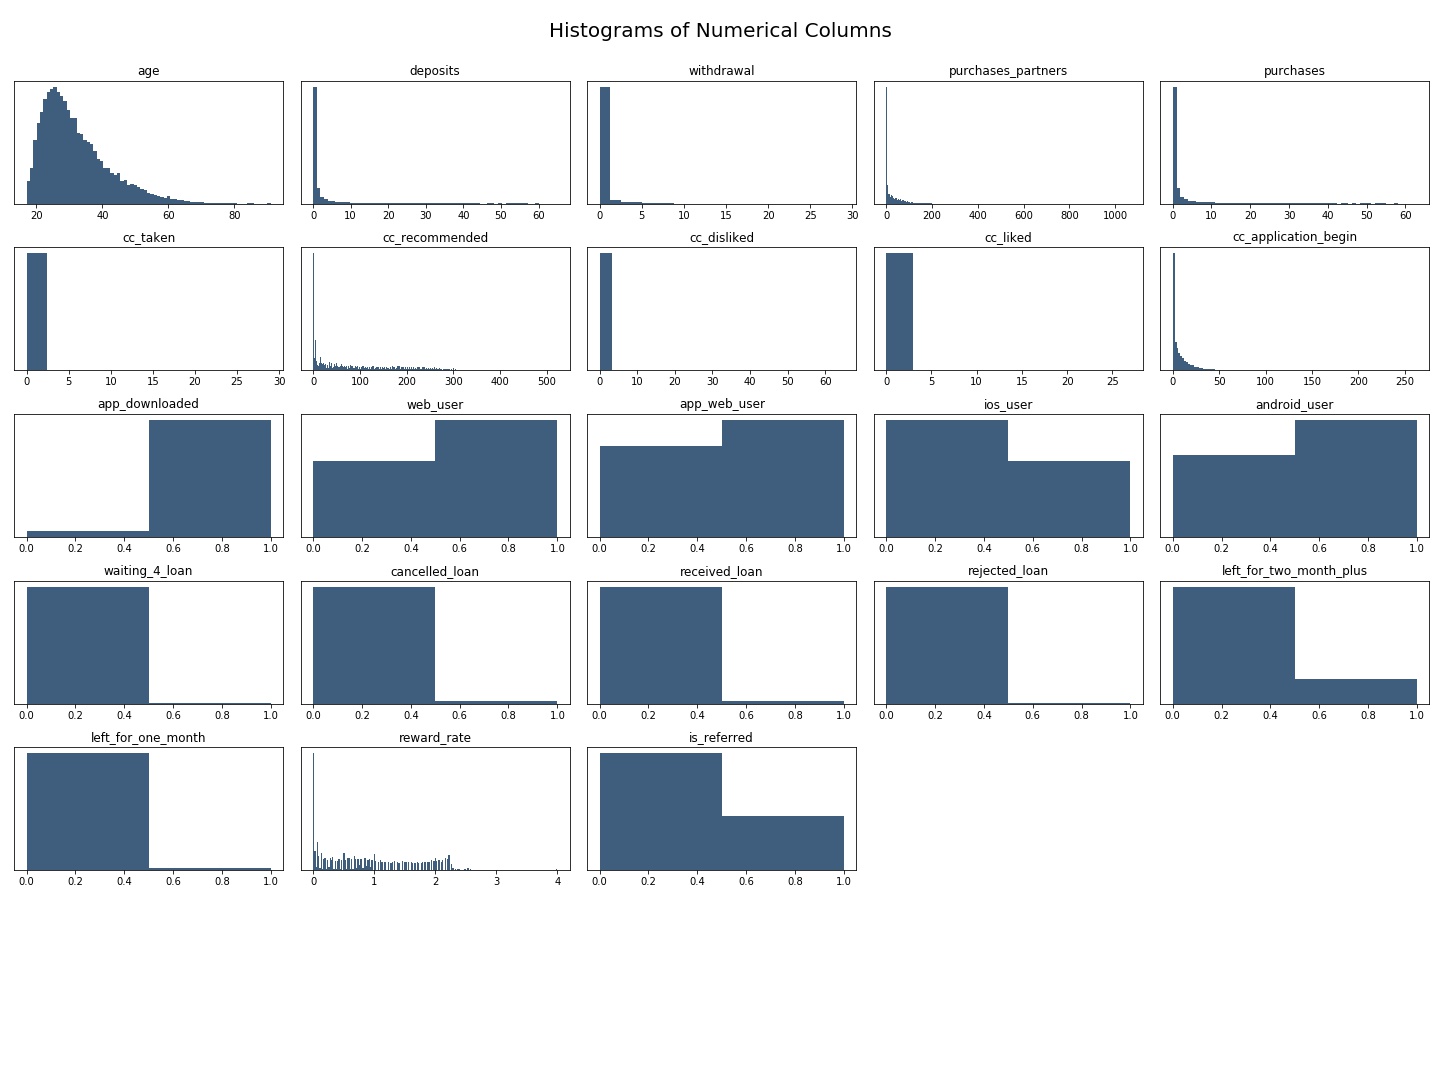 Histograms of Numerical Columns
age deposits withdrawal purchases_partners purchases
20 40 60 80 0 10 20 30 40 50 60 0 5 10 15 20 25 30 0 200 400 600 800 1000 0 10 20 30 40 50 60
cc_taken cc_recommended cc_disliked cc_liked cc_application_begin
0 5 10 15 20 25 30 0 100 200 300 400 500 0 10 20 30 40 50 60 0 5 10 15 20 25 0 50 100 150 200 250
app_downloaded web_user app_web_user ios_user android_user
0.0 0.2 0.4 0.6 0.8 1.0 0.0 0.2 0.4 0.6 0.8 1.0 0.0 0.2 0.4 0.6 0.8 1.0 0.0 0.2 0.4 0.6 0.8 1.0 0.0 0.2 0.4 0.6 0.8 1.0
waiting_4_loan cancelled_loan received_loan rejected_loan left_for_two_month_plus
0.0 0.2 0.4 0.6 0.8 1.0 0.0 0.2 0.4 0.6 0.8 1.0 0.0 0.2 0.4 0.6 0.8 1.0 0.0 0.2 0.4 0.6 0.8 1.0 0.0 0.2 0.4 0.6 0.8 1.0
left_for_one_month reward_rate is_referred
0.0 0.2 0.4 0.6 0.8 1.0 0 1 2 3 4 0.0 0.2 0.4 0.6 0.8 1.0